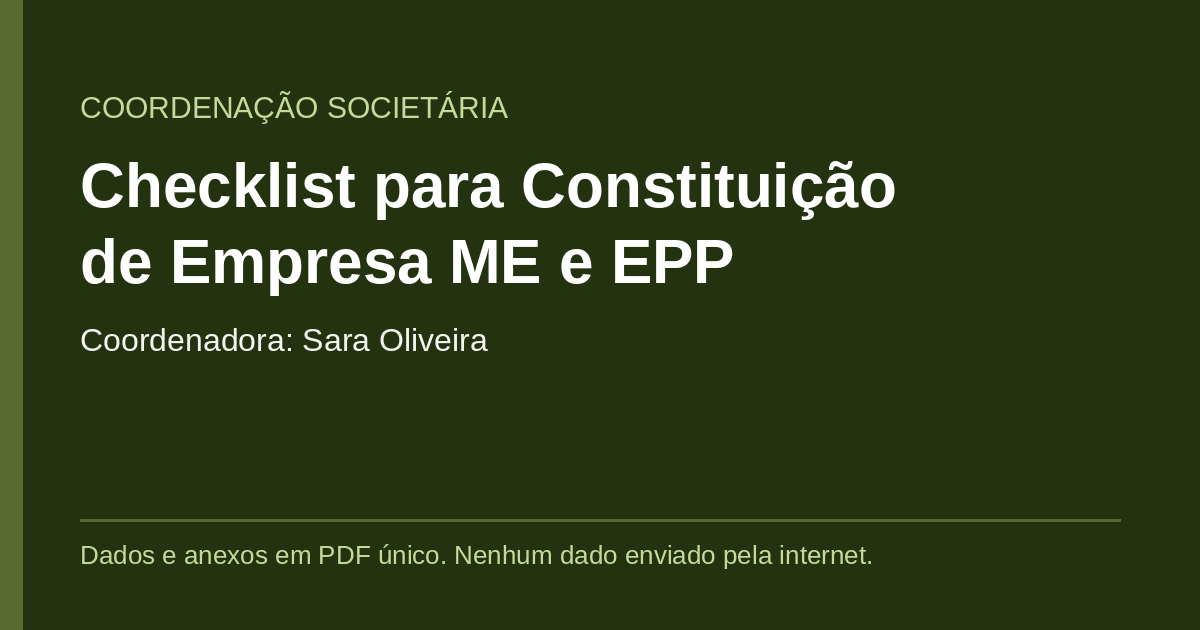 COORDENAÇÃO SOCIETÁRIA
Checklist para Constituição
de Empresa ME e EPP
Coordenadora: Sara Oliveira
Dados e anexos em PDF único. Nenhum dado enviado pela internet.